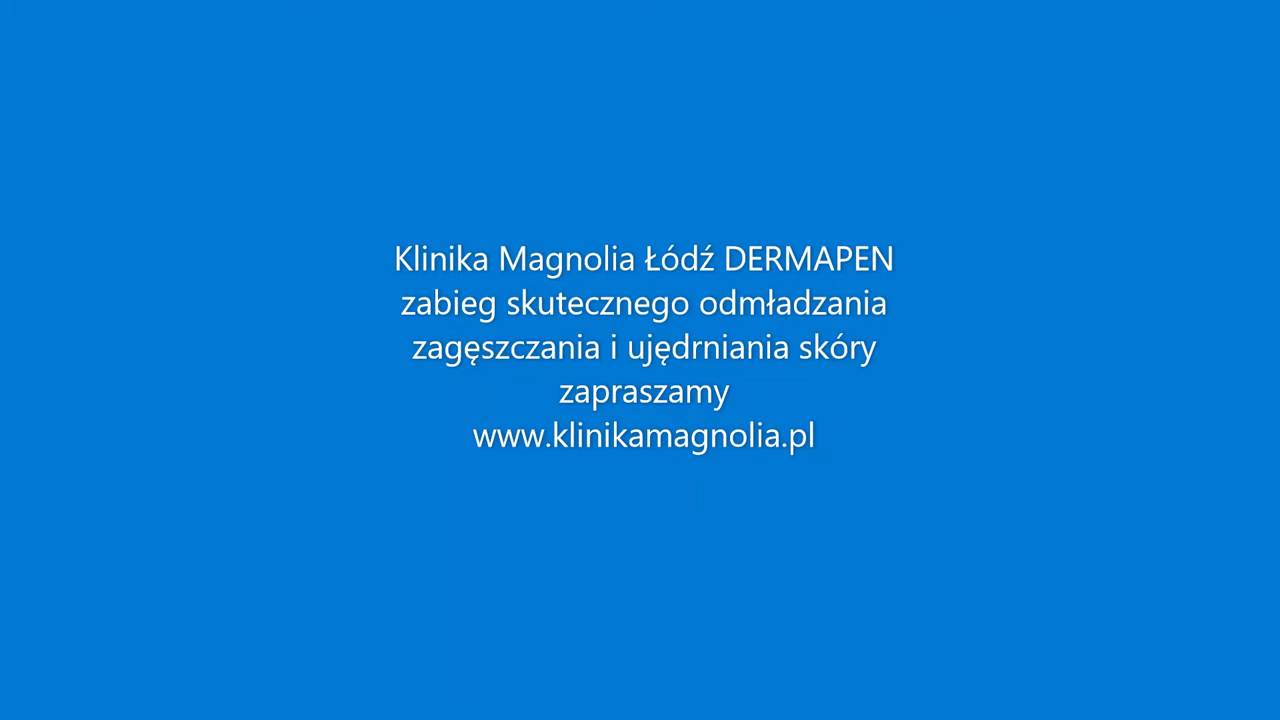 Klinika Magnolia Łódź DERMAPEN
zabieg skutecznego odmładzania
zagęszczania i ujędrniania skóry
zapraszamy
www.klinikamagnolia.pl